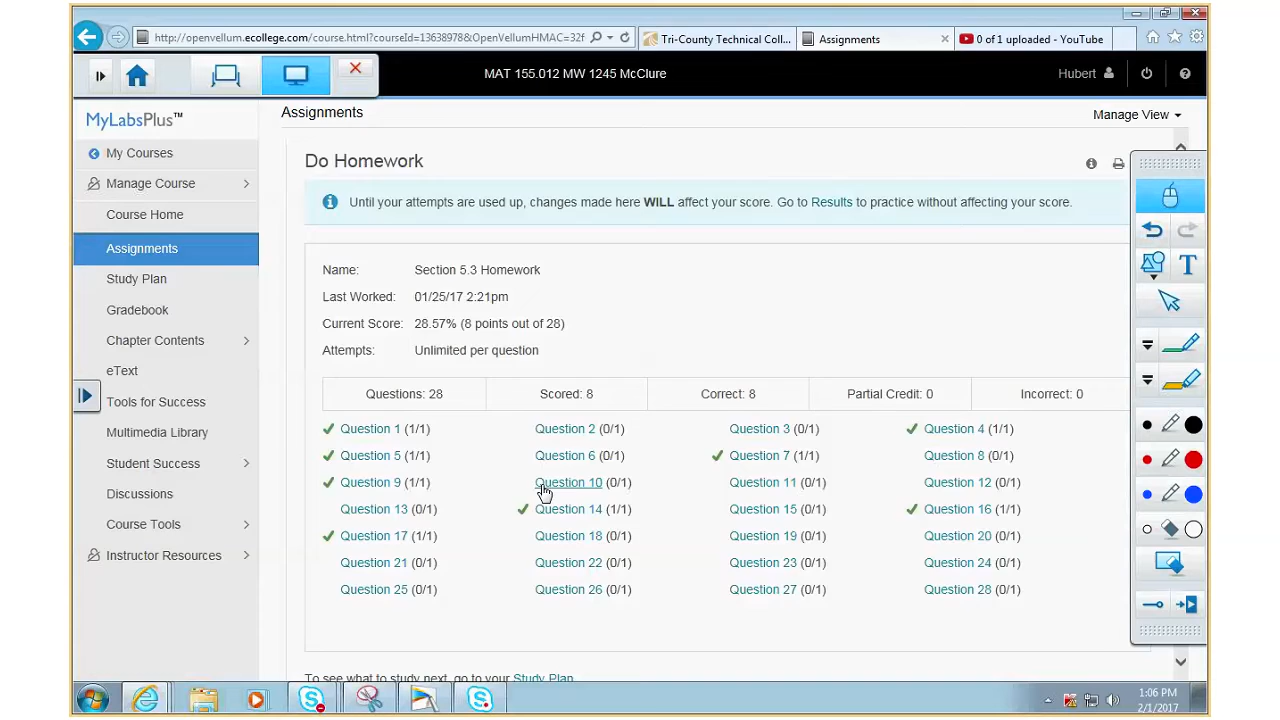 http://openvellum.ecollege.com/course.html?courseId=13638978&OpenVellumHMAC=32f
Tri-County Technical Coll...
Assignments
0 of 1 uploaded - YouTube
MAT 155.012 MW 1245 McClure
Hubert
MyLabsPlus™
My Courses
Manage Course
Course Home
Assignments
Study Plan
Gradebook
Chapter Contents
eText
Tools for Success
Multimedia Library
Student Success
Discussions
Course Tools
Instructor Resources
Assignments
Manage View
Do Homework
Until your attempts are used up, changes made here WILL affect your score. Go to Results to practice without affecting your score.
Name: Section 5.3 Homework
Last Worked: 01/25/17 2:21pm
Current Score: 28.57% (8 points out of 28)
Attempts: Unlimited per question
Questions: 28 Scored: 8 Correct: 8 Partial Credit: 0 Incorrect: 0
Question 1 (1/1) Question 2 (0/1) Question 3 (0/1) Question 4 (1/1)
Question 5 (1/1) Question 6 (0/1) Question 7 (1/1) Question 8 (0/1)
Question 9 (1/1) Question 10 (0/1) Question 11 (0/1) Question 12 (0/1)
Question 13 (0/1) Question 14 (1/1) Question 15 (0/1) Question 16 (1/1)
Question 17 (1/1) Question 18 (0/1) Question 19 (0/1) Question 20 (0/1)
Question 21 (0/1) Question 22 (0/1) Question 23 (0/1) Question 24 (0/1)
Question 25 (0/1) Question 26 (0/1) Question 27 (0/1) Question 28 (0/1)
To see what to study next, go to your Study Plan.
T
1:06 PM
2/1/2017